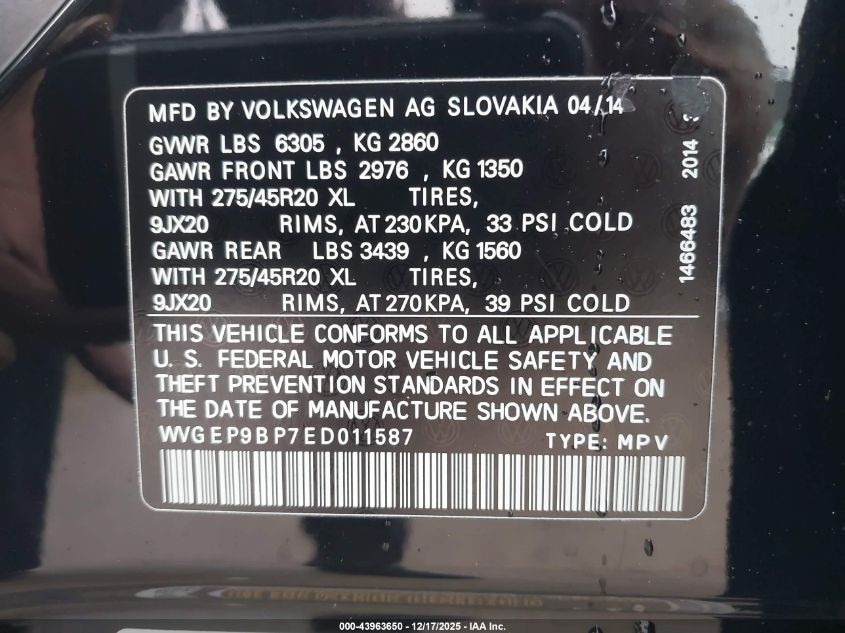 MFD BY VOLKSWAGEN AG SLOVAKIA 04/14
GVWR LBS 6305 , KG 2860
GAWR FRONT LBS 2976 , KG 1350
WITH 275/45R20 XL TIRES,
9JX20 RIMS, AT 230KPA, 33 PSI COLD
GAWR REAR LBS 3439 , KG 1560
WITH 275/45R20 XL TIRES,
9JX20 RIMS, AT 270KPA, 39 PSI COLD
THIS VEHICLE CONFORMS TO ALL APPLICABLE
U. S. FEDERAL MOTOR VEHICLE SAFETY AND
THEFT PREVENTION STANDARDS IN EFFECT ON
THE DATE OF MANUFACTURE SHOWN ABOVE.
WVGEP9BP7ED011587 TYPE: MPV
1466483 2014
000-43963650 - 12/17/2025 - IAA Inc.